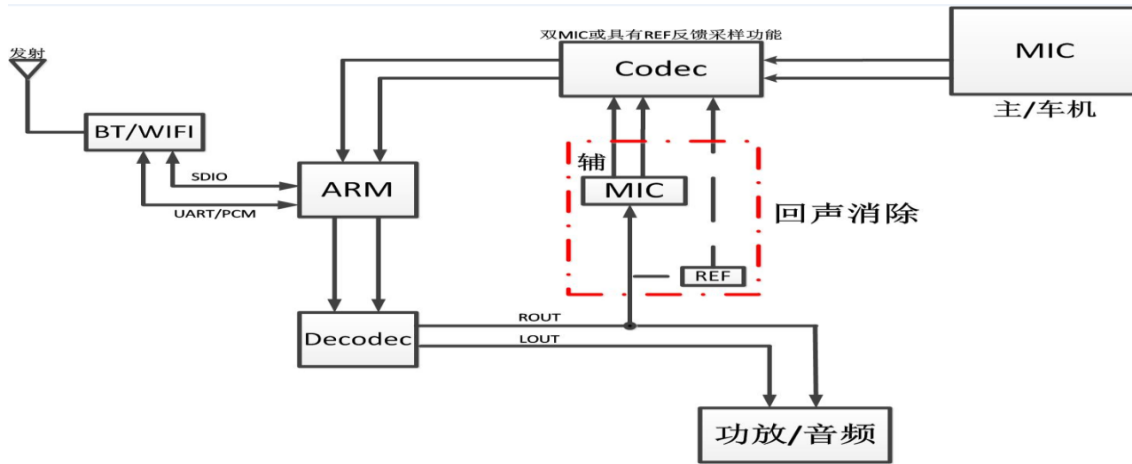 双MIC或具有REF反馈采样功能
Codec
MIC
主/车机
发射
BT/WIFI
SDIO
UART/PCM
ARM
辅
MIC
回声消除
REF
Decodec
ROUT
LOUT
功放/音频